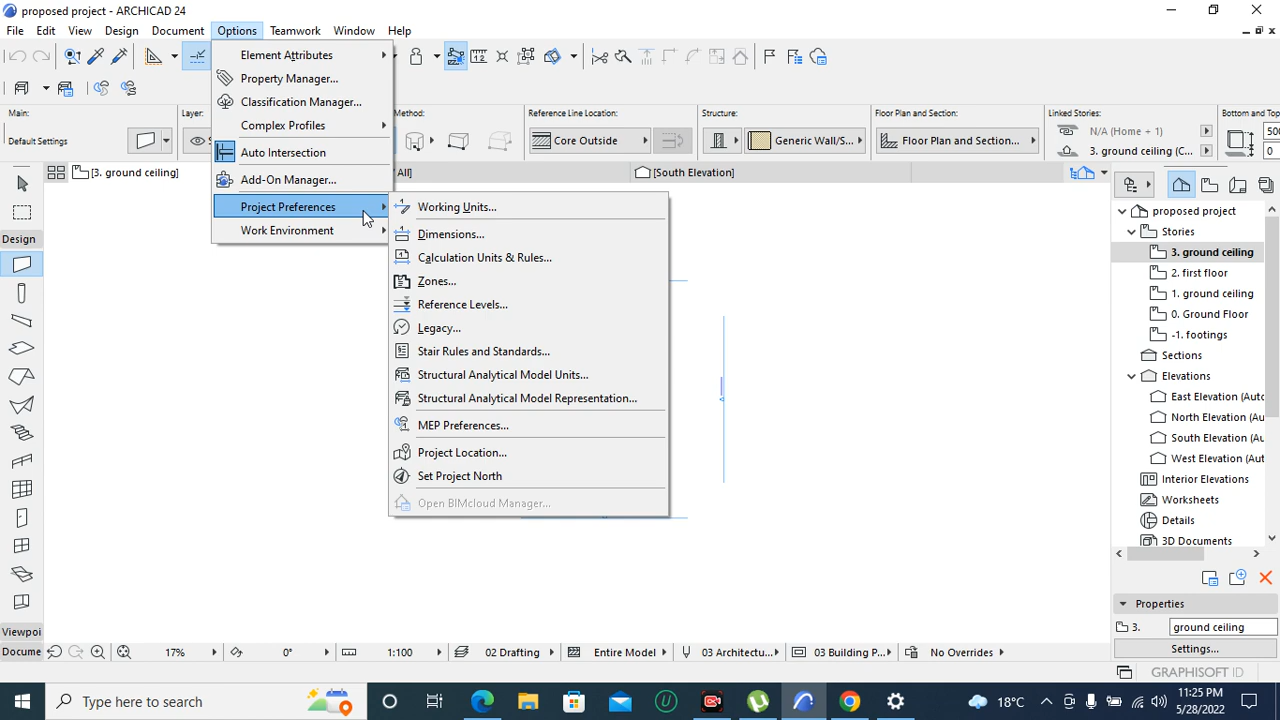 proposed project - ARCHICAD 24
File Edit View Design Document Options Teamwork Window Help
Element Attributes
Property Manager...
Classification Manager...
Complex Profiles
Auto Intersection
Add-On Manager...
Project Preferences
Work Environment
Working Units...
Dimensions...
Calculation Units & Rules...
Zones...
Reference Levels...
Legacy...
Stair Rules and Standards...
Structural Analytical Model Units...
Structural Analytical Model Representation...
MEP Preferences...
Project Location...
Set Project North
Open BIMcloud Manager...
Main:
Default Settings
Layer:
Method:
Reference Line Location:
Core Outside
Structure:
Generic Wall/S...
Floor Plan and Section:
Floor Plan and Section...
Linked Stories:
N/A (Home + 1)
3. ground ceiling (C...
Bottom and Top
500
0
[3. ground ceiling]
All]
[South Elevation]
Design
Viewpoi
Docume
proposed project
Stories
3. ground ceiling
2. first floor
1. ground ceiling
0. Ground Floor
-1. footings
Sections
Elevations
East Elevation (Auto
North Elevation (Au
South Elevation (Au
West Elevation (Aut
Interior Elevations
Worksheets
Details
3D Documents
Properties
3. ground ceiling
Settings...
17% 0° 1:100 02 Drafting Entire Model 03 Architectu... 03 Building P... No Overrides
GRAPHISOFT ID
Type here to search
18°C
11:25 PM
5/28/2022